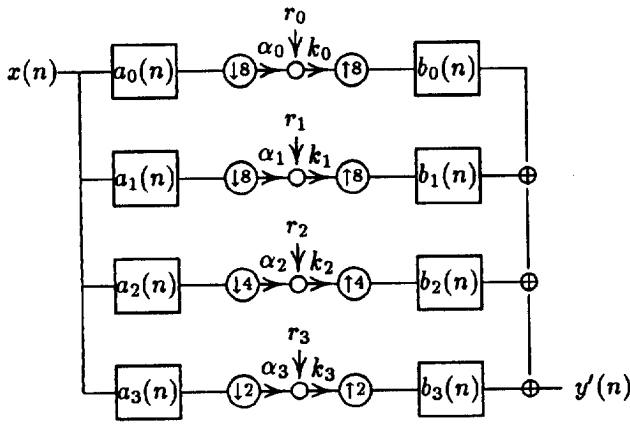 r₀
x(n) a₀(n) ↓8 α₀ k₀ ↑8 b₀(n)
r₁
a₁(n) ↓8 α₁ k₁ ↑8 b₁(n)
r₂
a₂(n) ↓4 α₂ k₂ ↑4 b₂(n)
r₃
a₃(n) ↓2 α₃ k₃ ↑2 b₃(n) y′(n)